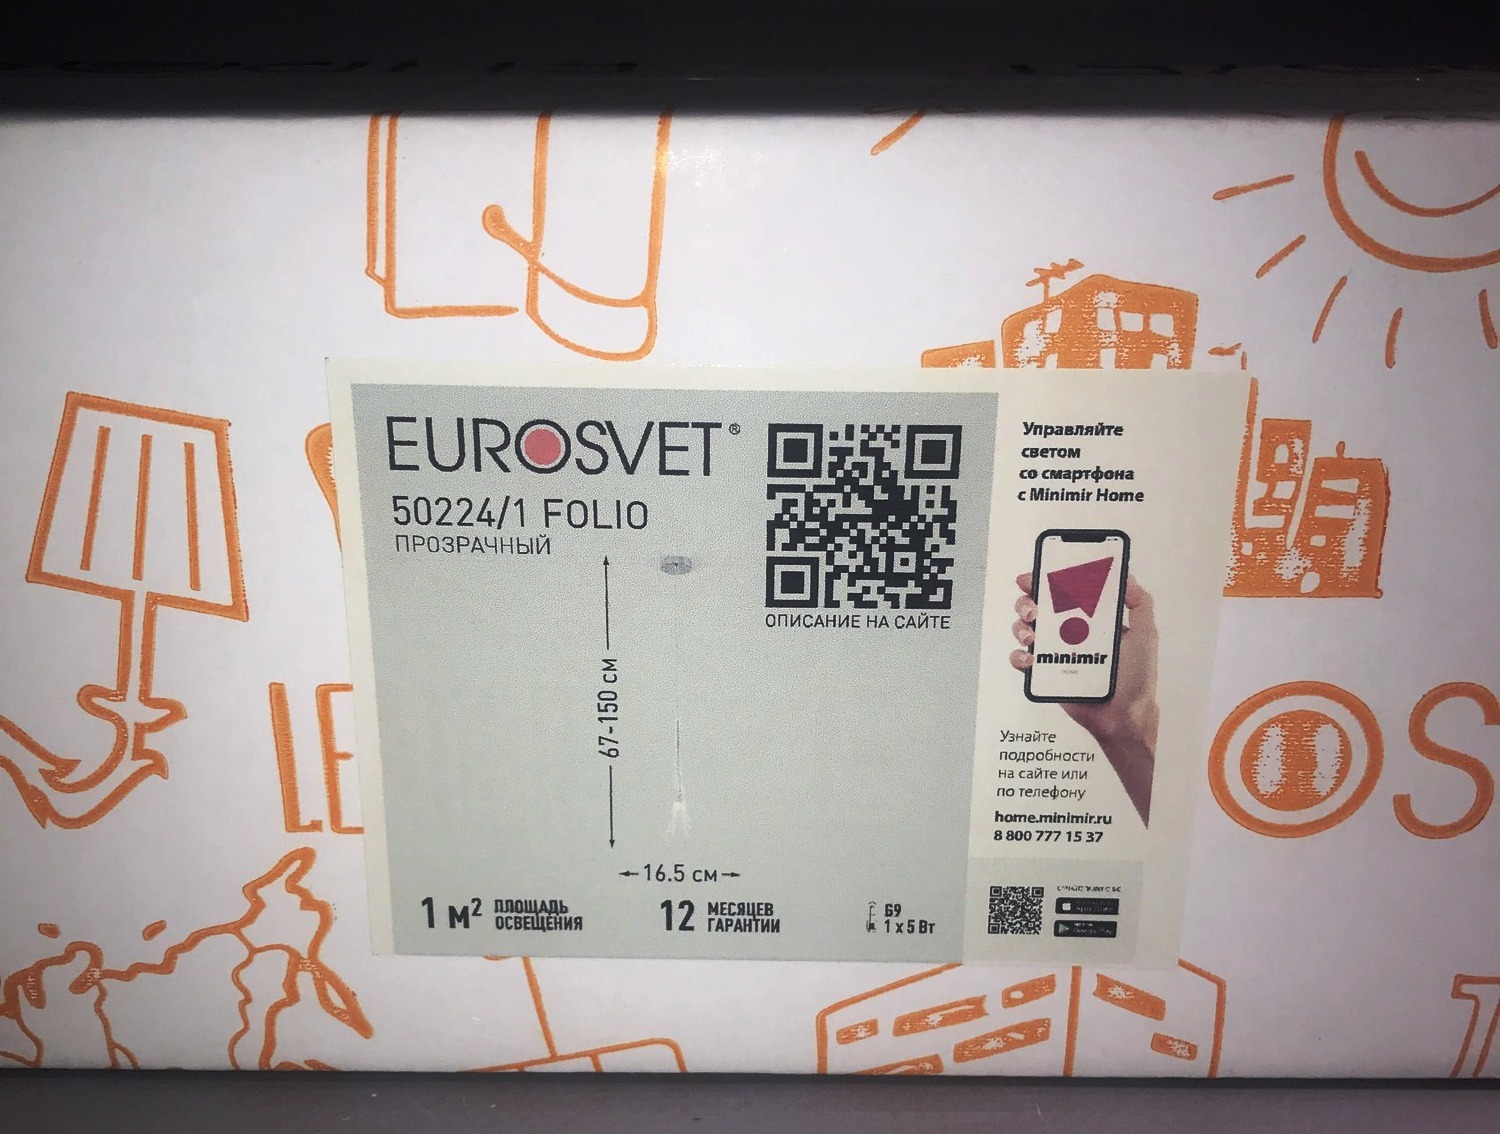 EUROSVET®
50224/1 FOLIO
ПРОЗРАЧНЫЙ
67-150 см
16.5 см
1 м² ПЛОЩАДЬ
ОСВЕЩЕНИЯ
12 МЕСЯЦЕВ
ГАРАНТИИ
G9
1 x 5 Вт
ОПИСАНИЕ НА САЙТЕ
Управляйте
светом
со смартфона
с Minimir Home
minimir
Узнайте
подробности
на сайте или
по телефону
home.minimir.ru
8 800 777 15 37
LE
OS